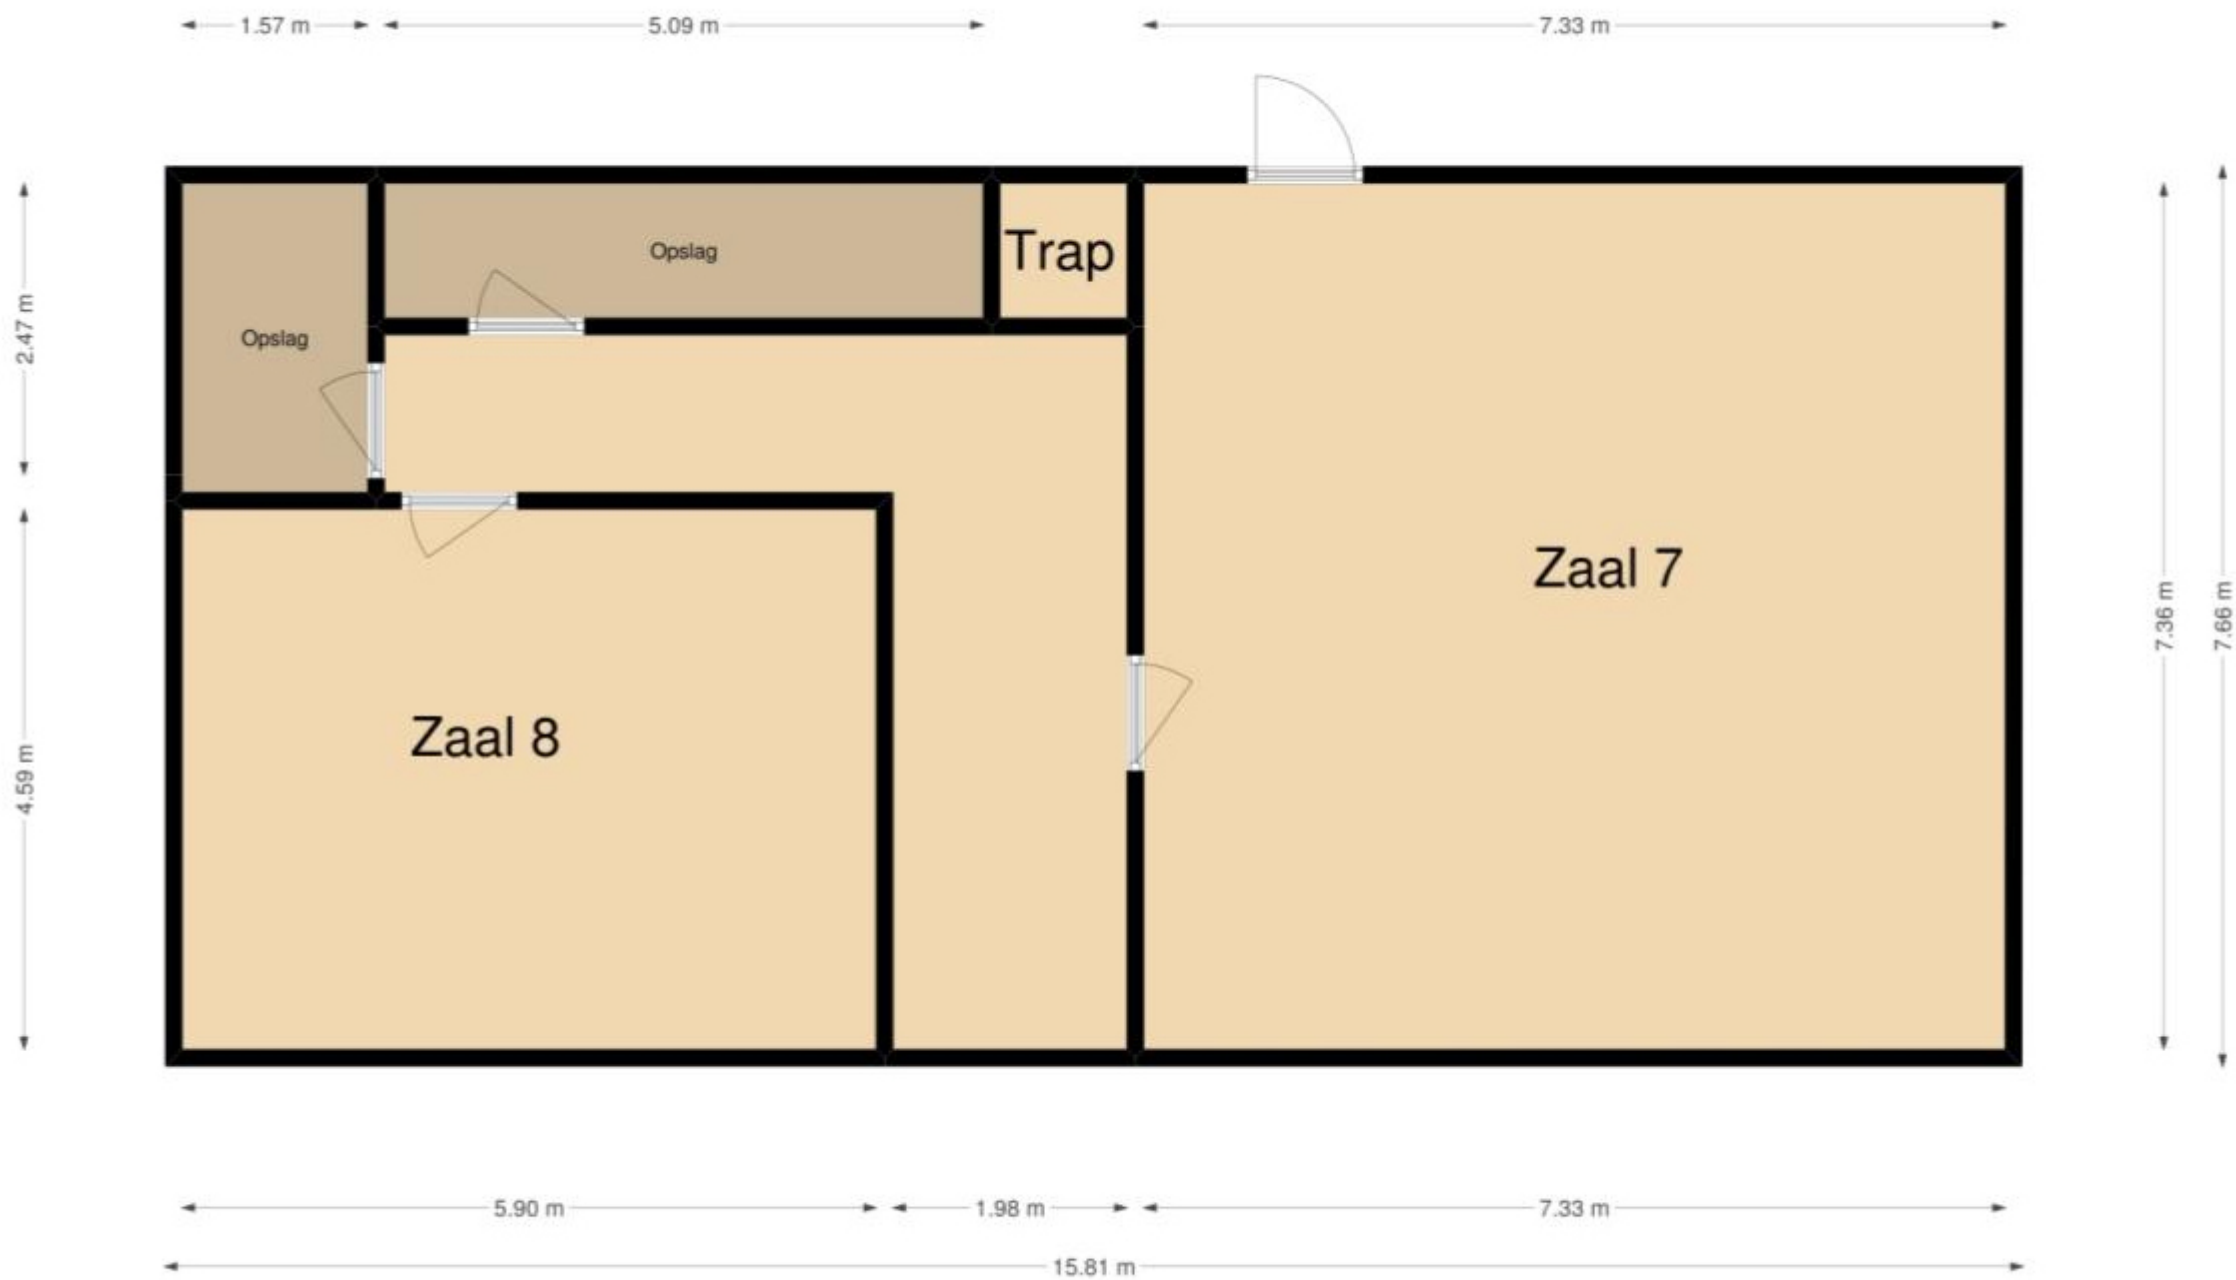 1.57 m
5.09 m
7.33 m
Opslag
Trap
Opslag
2.47 m
Zaal 7
7.36 m
7.66 m
Zaal 8
4.59 m
5.90 m
1.98 m
7.33 m
15.81 m